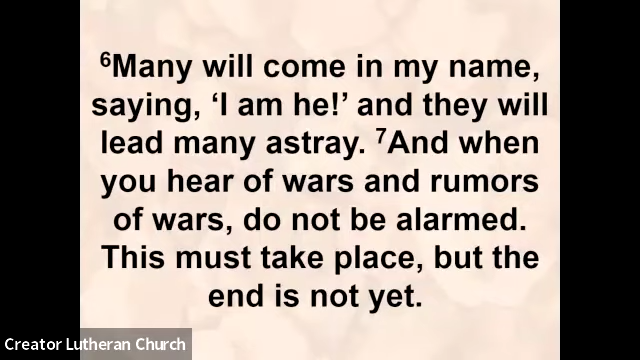 ⁶Many will come in my name,
saying, ‘I am he!’ and they will
lead many astray. ⁷And when
you hear of wars and rumors
of wars, do not be alarmed.
This must take place, but the
end is not yet.
Creator Lutheran Church